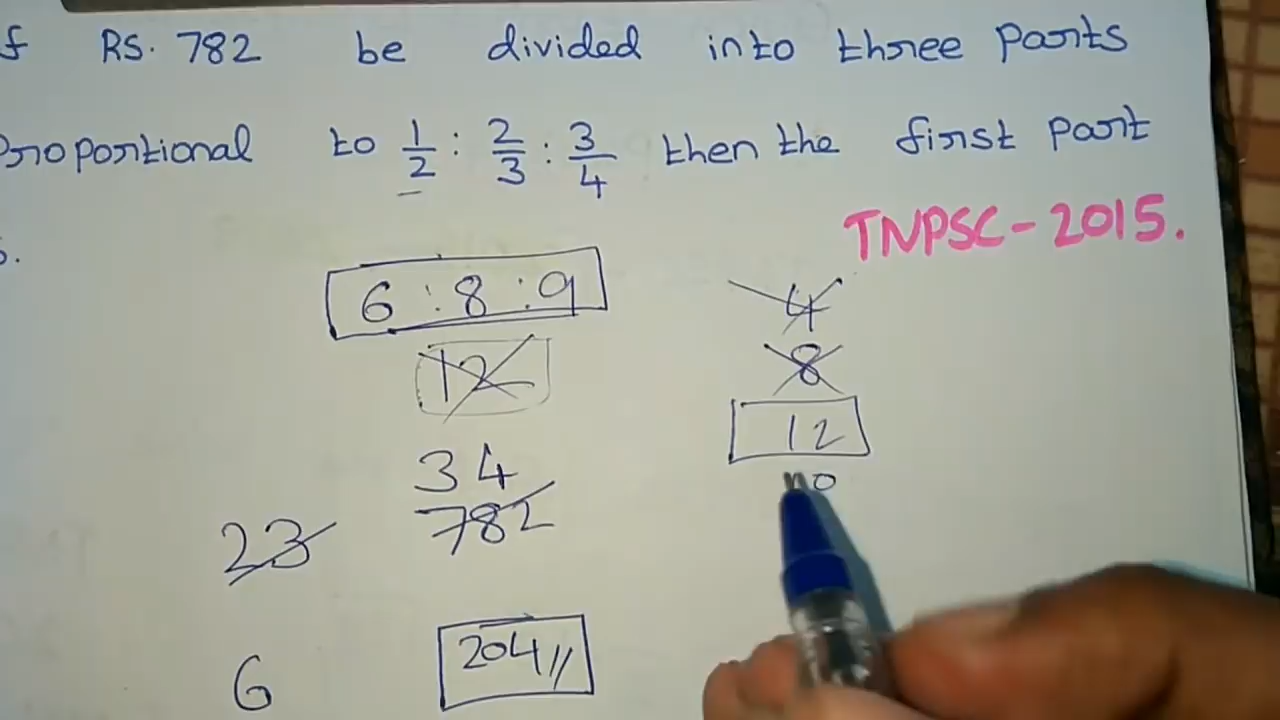 f RS. 782 be divided into three parts
Proportional to 1/2 : 2/3 : 3/4 then the first part
TNPSC-2015.
s.
6 : 8 : 9
4
12
8
12
34
782
23
204//
6